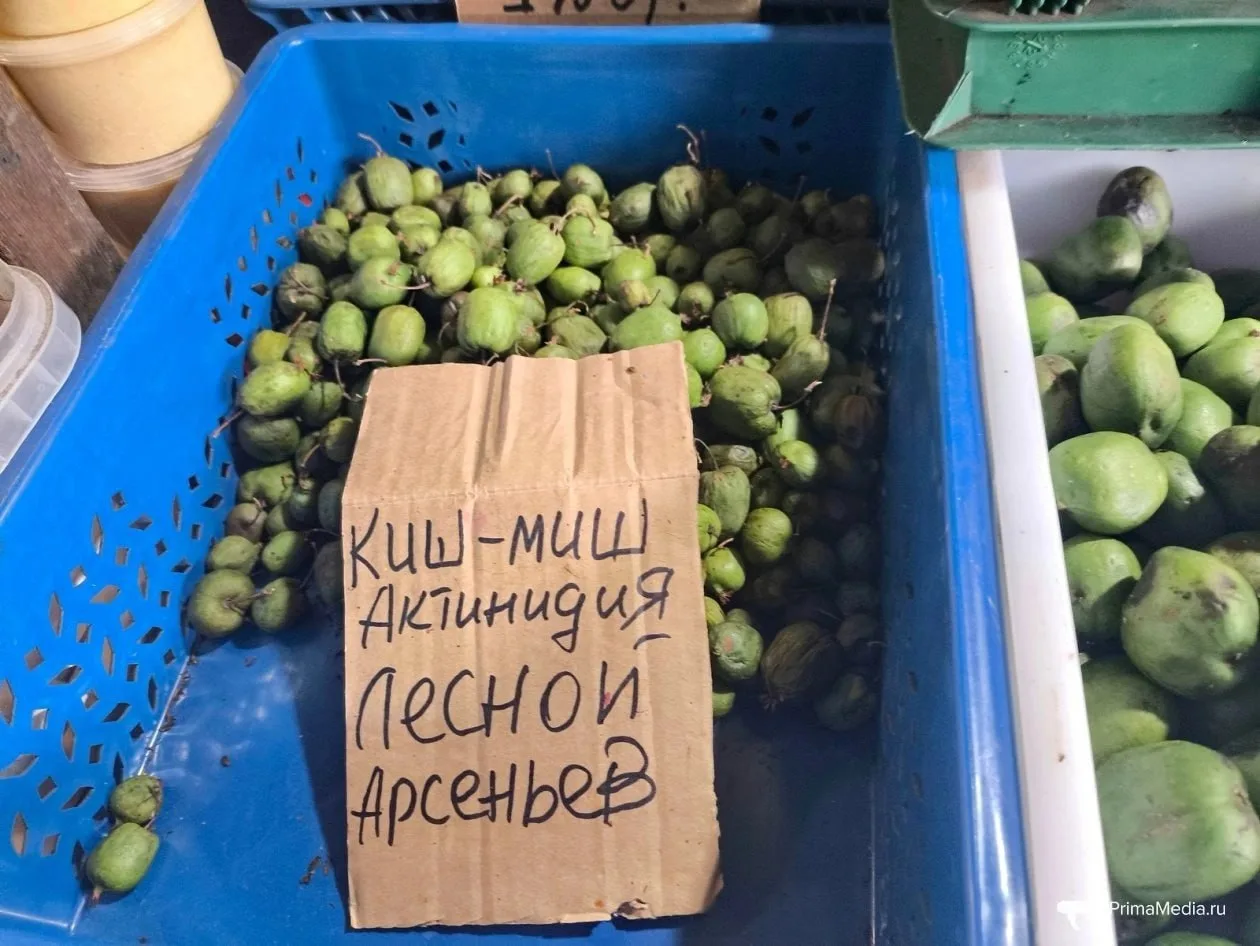 Киш-миш
Актинидия
Лесной
Арсеньев
PrimaMedia.ru